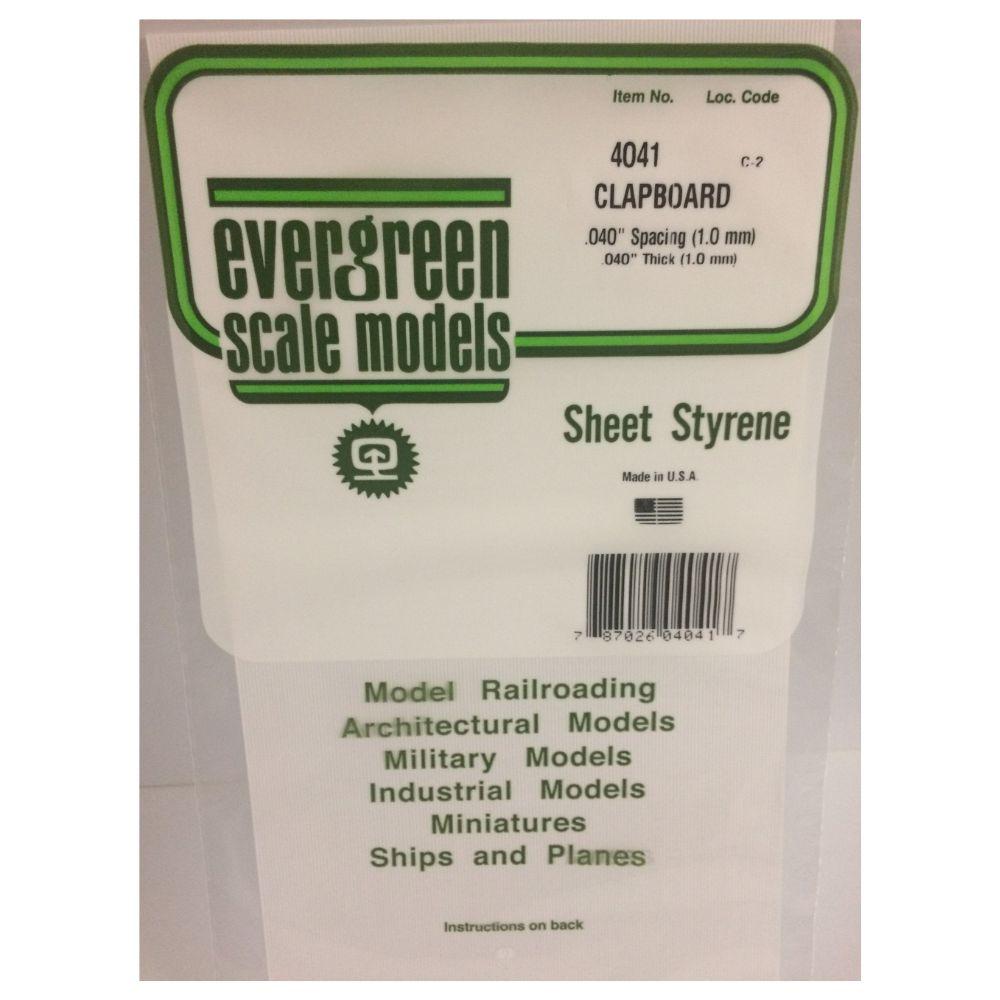 Item No. Loc. Code
4041 C-2
CLAPBOARD
.040" Spacing (1.0 mm)
.040" Thick (1.0 mm)
evergreen
scale models
Sheet Styrene
Made in U.S.A.
7 87026 04041 7
Model Railroading
Architectural Models
Military Models
Industrial Models
Miniatures
Ships and Planes
Instructions on back